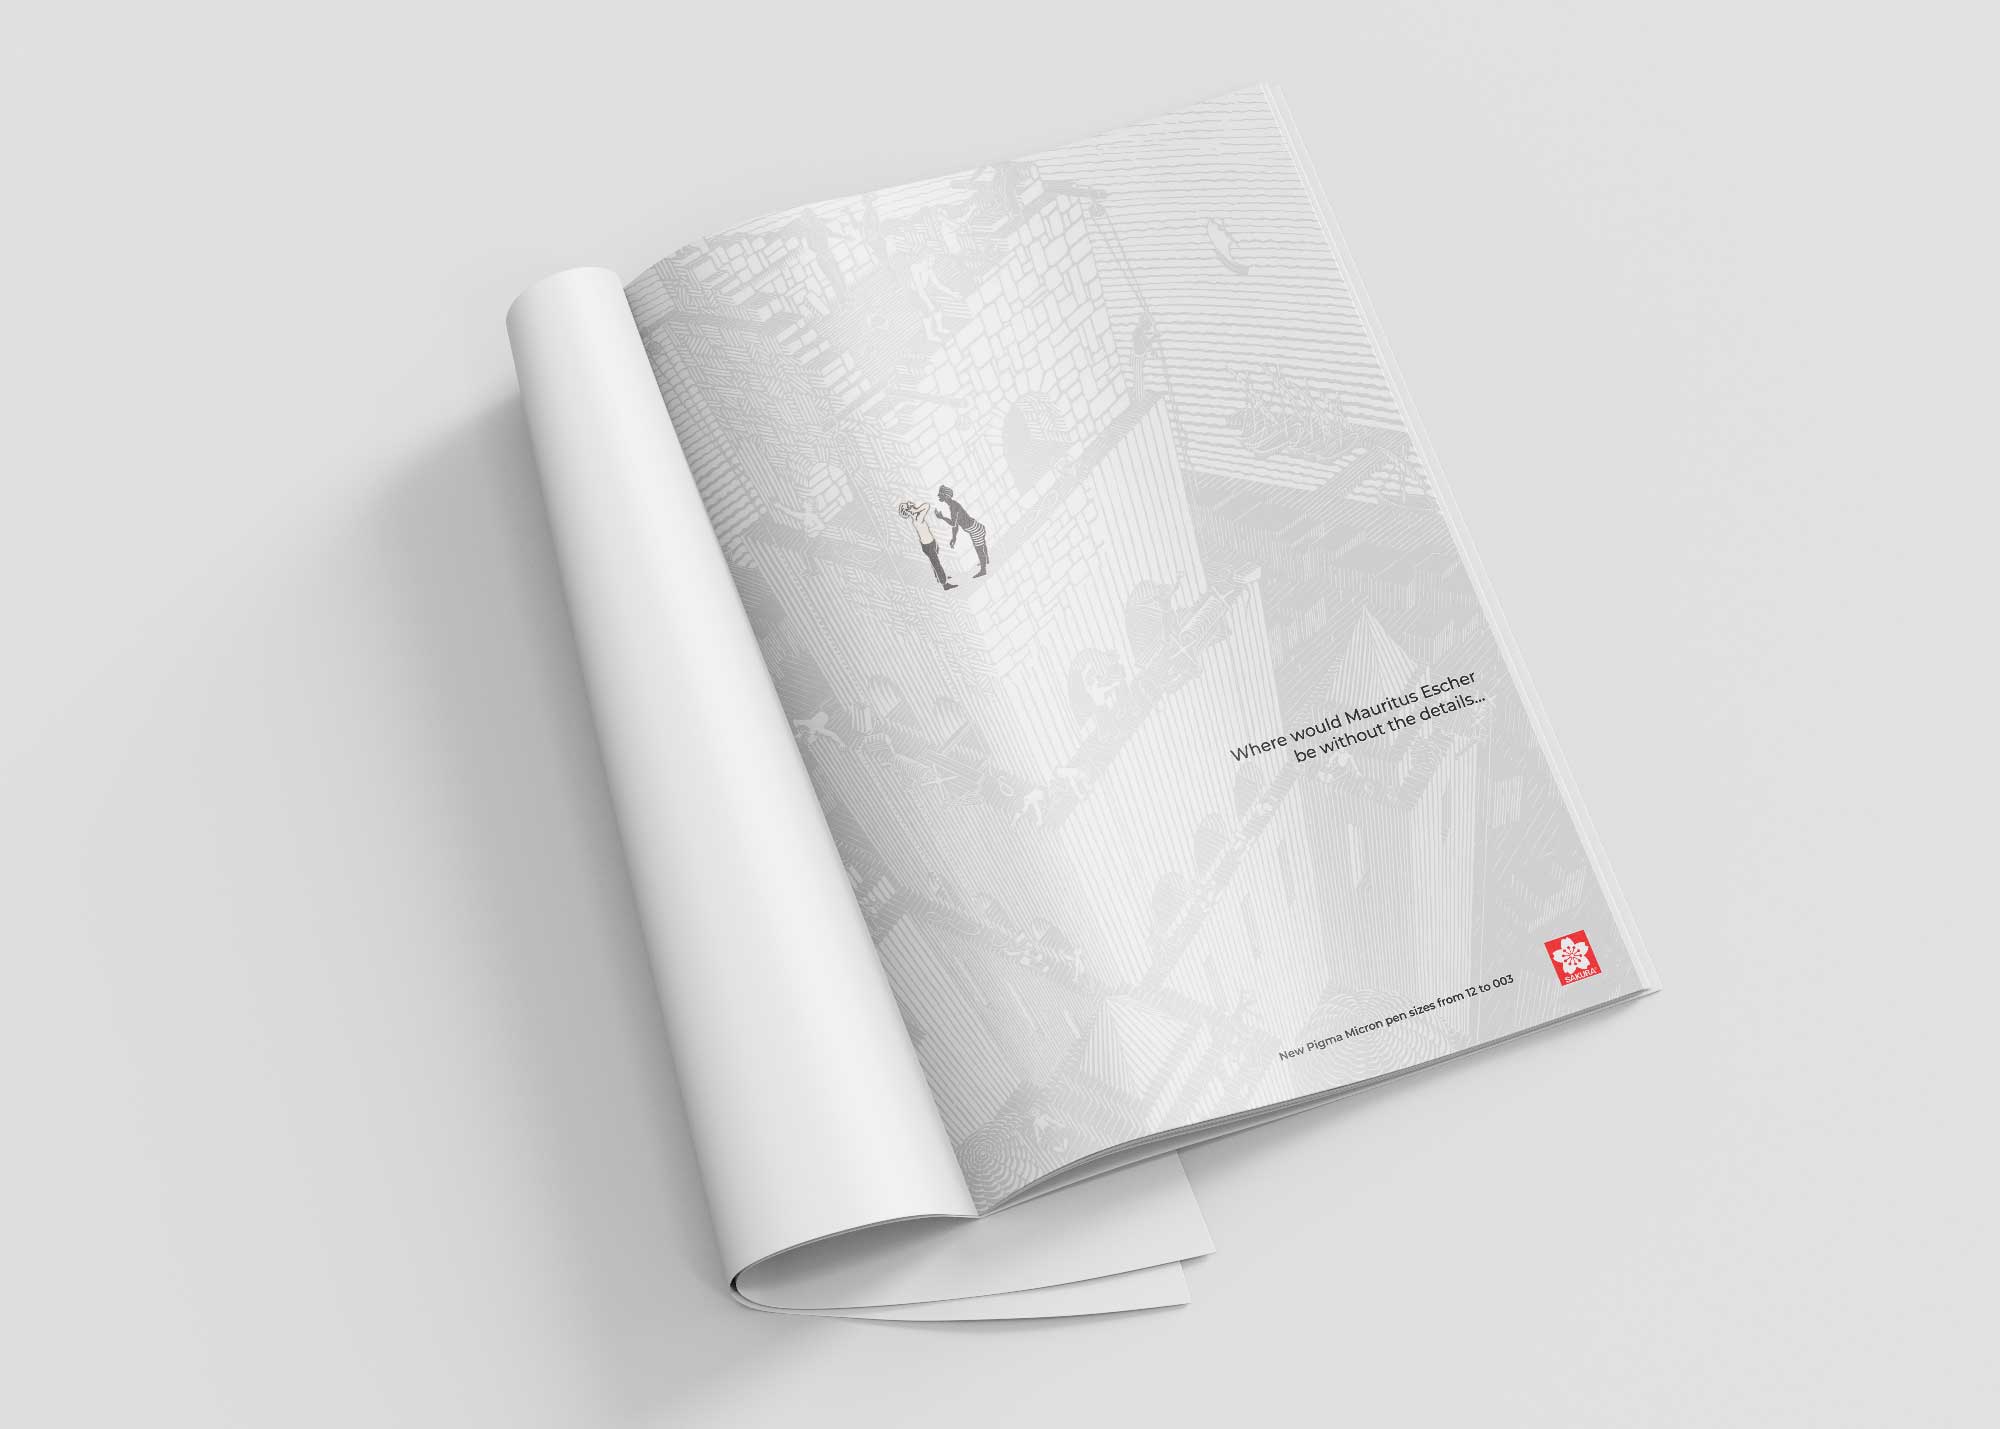 Where would Mauritus Escher
be without the details...
New Pigma Micron pen sizes from 12 to 003
SAKURA